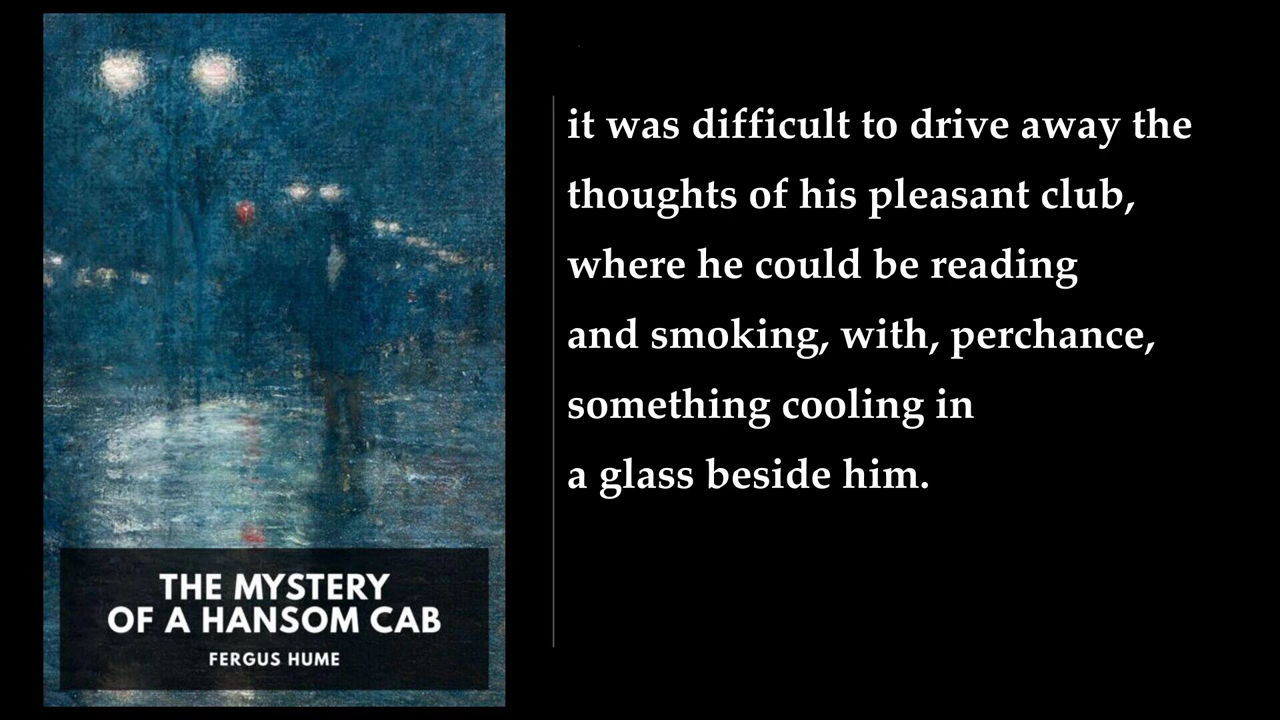 THE MYSTERY
OF A HANSOM CAB
FERGUS HUME
it was difficult to drive away the
thoughts of his pleasant club,
where he could be reading
and smoking, with, perchance,
something cooling in
a glass beside him.